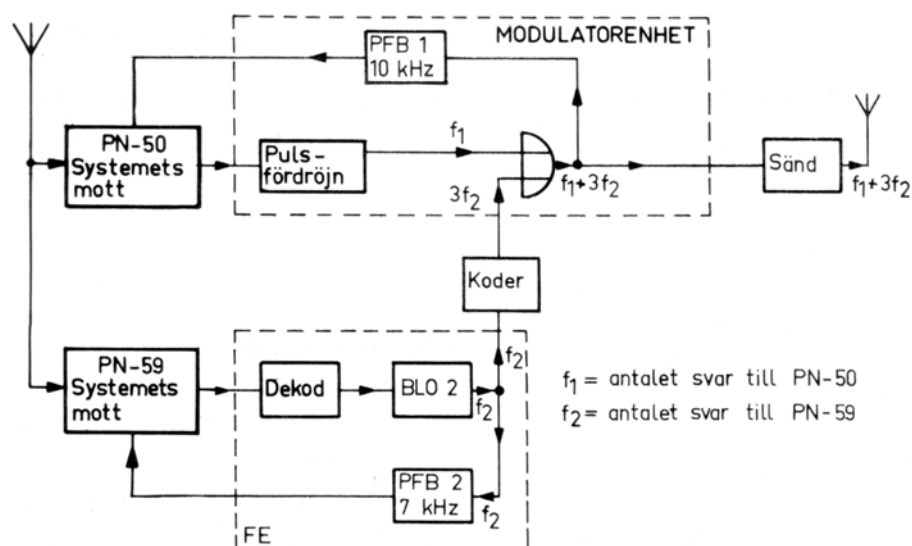 MODULATORENHET
PFB 1
10 kHz
PN-50
Systemets
mott
Puls-
fördröjn
f₁
3f₂
f₁+3f₂
Sänd
f₁+3f₂
Koder
f₂
PN-59
Systemets
mott
Dekod
BLO 2
f₂
PFB 2
7 kHz
f₂
FE
f₁ = antalet svar till PN-50
f₂ = antalet svar till PN-59